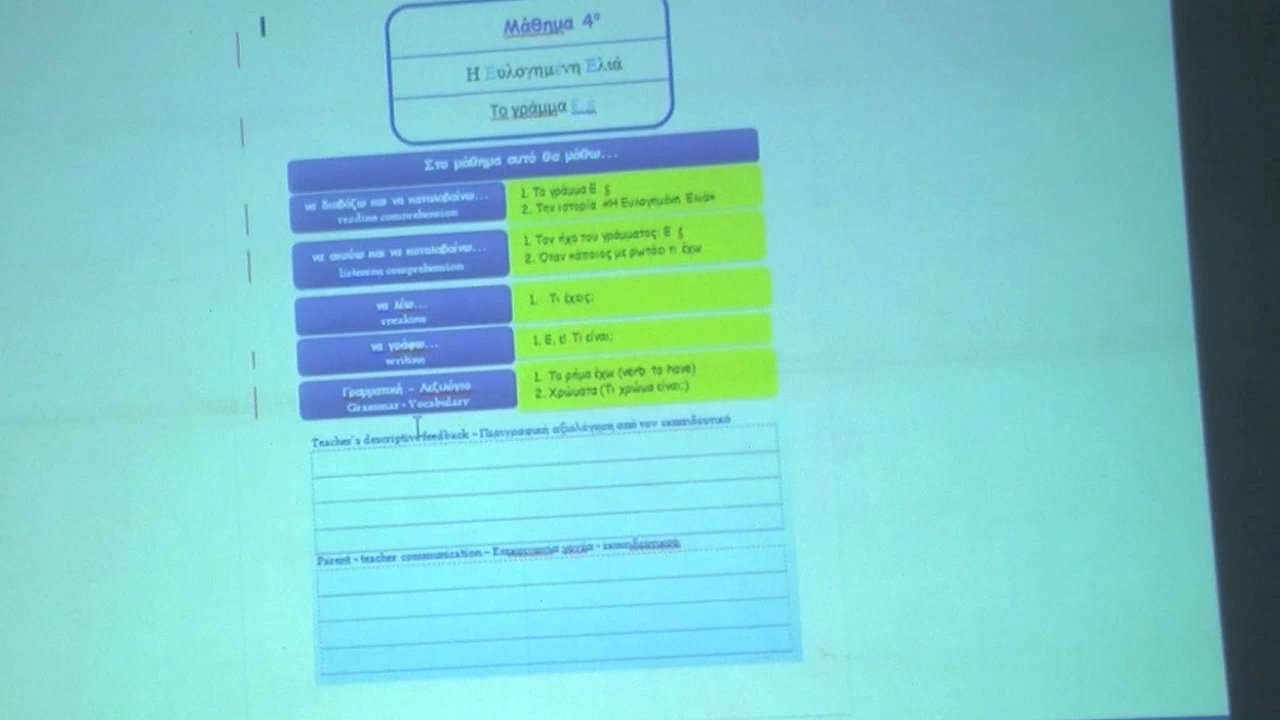 Μάθημα 4º
Η Ευλογημένη Ελιά
Το γράμμα Ε ε
Στο μάθημα αυτό θα μάθω...
να διαβάζω και να καταλαβαίνω...
reading comprehension
1. Το γράμμα Ε ε
2. Την ιστορία «Η Ευλογημένη Ελιά»
να ακούω και να καταλαβαίνω...
listening comprehension
1. Τον ήχο του γράμματος: Ε ε
2. Όταν κάποιος με ρωτάει τι έχω
να λέω...
speaking
1. Τι έχεις;
να γράφω...
writing
1. Ε, ε! Τι είναι;
Γραμματική - Λεξιλόγιο
Grammar - Vocabulary
1. Το ρήμα έχω (verb to have)
2. Χρώματα (Τι χρώμα είναι;)
Teacher's descriptive feedback - Περιγραφική αξιολόγηση από τον εκπαιδευτικό
Parent - teacher communication - Επικοινωνία γονέα - εκπαιδευτικού